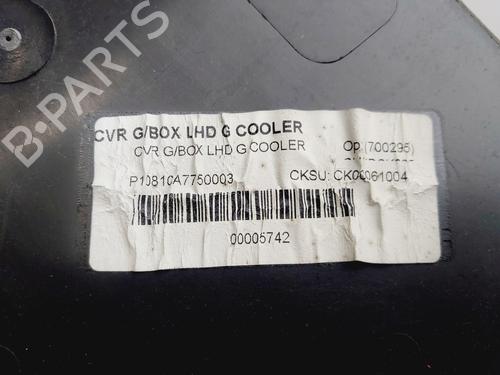 B-PARTS
CVR G/BOX LHD G COOLER
CVR G/BOX LHD G COOLER Op:(700295)
P10810A7750003 CKSU: CK00061004
00005742